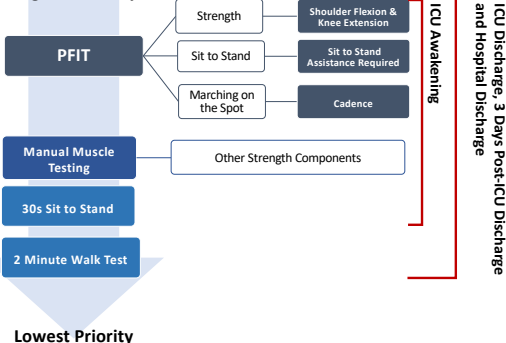 Strength
Shoulder Flexion &
Knee Extension
PFIT
Sit to Stand
Sit to Stand
Assistance Required
Marching on
the Spot
Cadence
Manual Muscle
Testing
Other Strength Components
30s Sit to Stand
2 Minute Walk Test
Lowest Priority
ICU Awakening
ICU Discharge, 3 Days Post-ICU Discharge
and Hospital Discharge